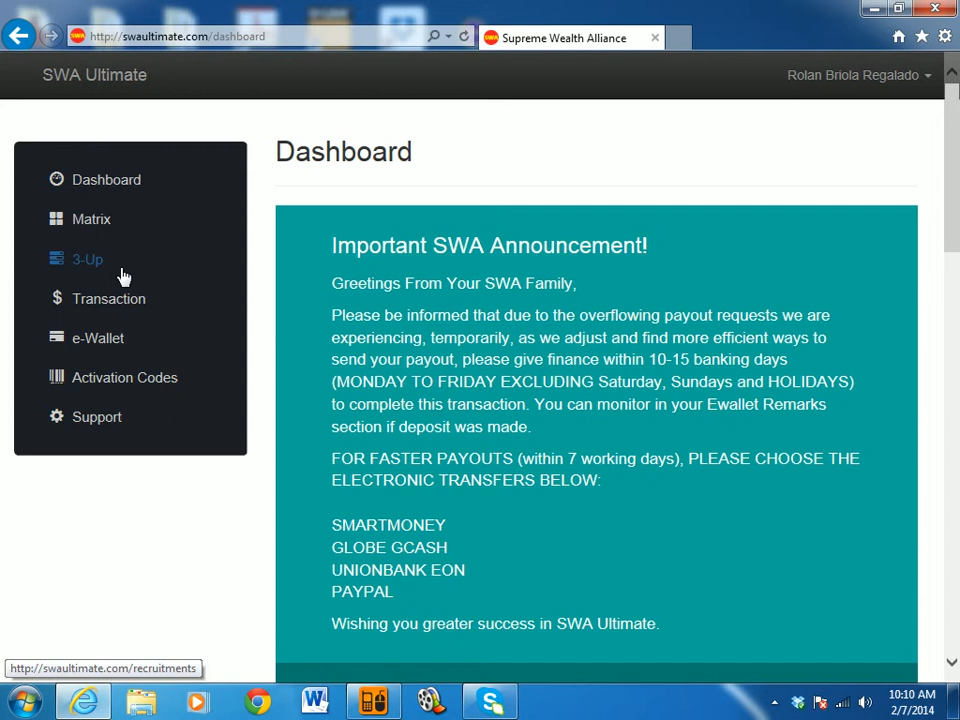 http://swaultimate.com/dashboard
Supreme Wealth Alliance
SWA Ultimate
Rolan Briola Regalado
Dashboard
Matrix
3-Up
Transaction
e-Wallet
Activation Codes
Support
Dashboard
Important SWA Announcement!
Greetings From Your SWA Family,
Please be informed that due to the overflowing payout requests we are
experiencing, temporarily, as we adjust and find more efficient ways to
send your payout, please give finance within 10-15 banking days
(MONDAY TO FRIDAY EXCLUDING Saturday, Sundays and HOLIDAYS)
to complete this transaction. You can monitor in your Ewallet Remarks
section if deposit was made.
FOR FASTER PAYOUTS (within 7 working days), PLEASE CHOOSE THE
ELECTRONIC TRANSFERS BELOW:
SMARTMONEY
GLOBE GCASH
UNIONBANK EON
PAYPAL
Wishing you greater success in SWA Ultimate.
http://swaultimate.com/recruitments
10:10 AM
2/7/2014